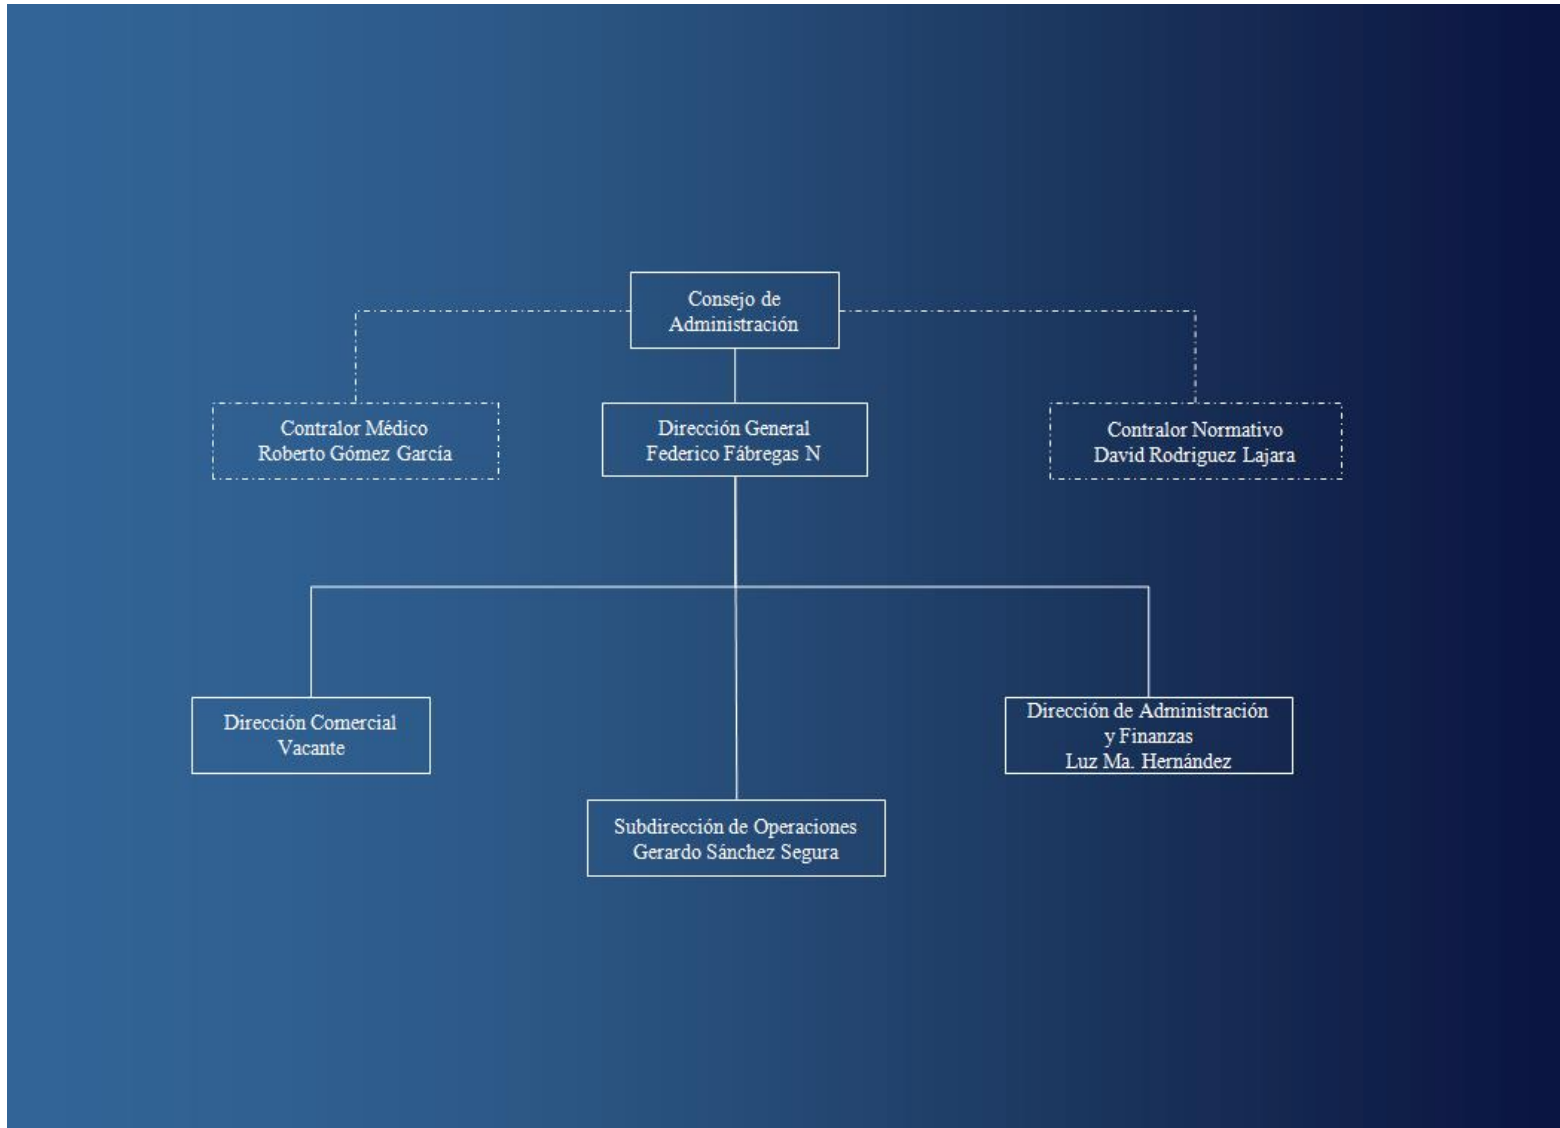 Consejo de
Administración
Contralor Médico
Roberto Gómez García
Dirección General
Federico Fábregas N
Contralor Normativo
David Rodriguez Lajara
Dirección Comercial
Vacante
Dirección de Administración
y Finanzas
Luz Ma. Hernández
Subdirección de Operaciones
Gerardo Sánchez Segura